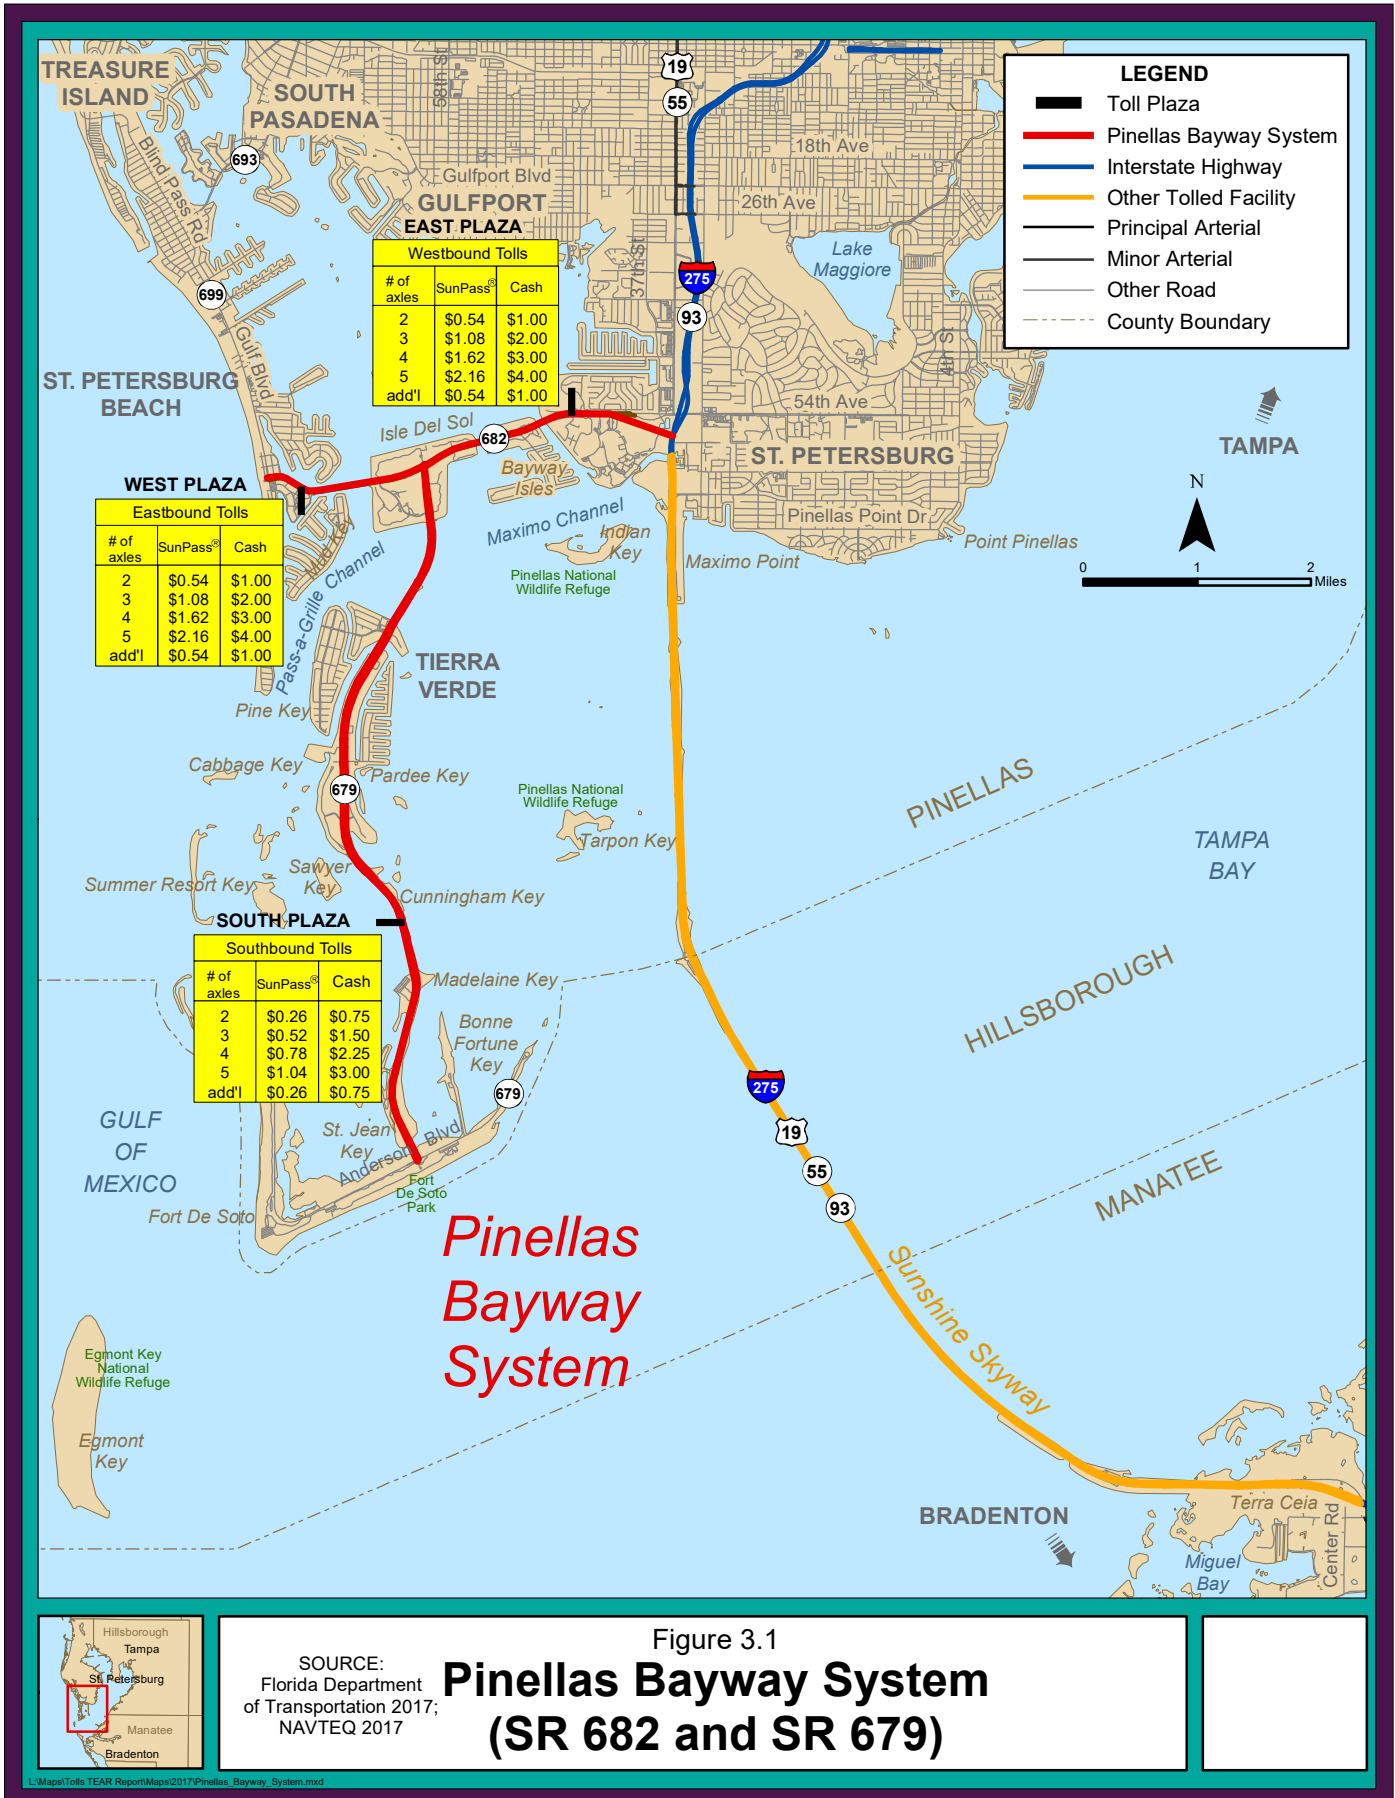 TREASURE
ISLAND
SOUTH
PASADENA
58th St
19
55
693
Blind Pass Rd
Gulfport Blvd
GULFPORT
18th Ave
26th Ave
37th St
Lake
Maggiore
275
93
4th St
699
Gulf Blvd
ST. PETERSBURG
BEACH
54th Ave
LEGEND
Toll Plaza
Pinellas Bayway System
Interstate Highway
Other Tolled Facility
Principal Arterial
Minor Arterial
Other Road
County Boundary
EAST PLAZA
Westbound Tolls
# of axles SunPass® Cash
2 $0.54 $1.00
3 $1.08 $2.00
4 $1.62 $3.00
5 $2.16 $4.00
add'l $0.54 $1.00
Isle Del Sol
682
Bayway
Isles
ST. PETERSBURG
TAMPA
N
0 1 2
Miles
Pinellas Point Dr
Point Pinellas
Maximo Channel
Indian
Key
Maximo Point
Pinellas National
Wildlife Refuge
WEST PLAZA
Eastbound Tolls
# of axles SunPass® Cash
2 $0.54 $1.00
3 $1.08 $2.00
4 $1.62 $3.00
5 $2.16 $4.00
add'l $0.54 $1.00
Mud Key
Pass-a-Grille Channel
TIERRA
VERDE
Pine Key
Cabbage Key
Pardee Key
679
Pinellas National
Wildlife Refuge
Tarpon Key
PINELLAS
TAMPA
BAY
Sawyer
Key
Summer Resort Key
Cunningham Key
SOUTH PLAZA
Southbound Tolls
# of axles SunPass® Cash
2 $0.26 $0.75
3 $0.52 $1.50
4 $0.78 $2.25
5 $1.04 $3.00
add'l $0.26 $0.75
Madelaine Key
Bonne
Fortune
Key
679
HILLSBOROUGH
275
19
55
93
MANATEE
GULF
OF
MEXICO
St. Jean
Key
Anderson Blvd
Fort
De Soto
Park
Fort De Soto
Pinellas
Bayway
System
Sunshine Skyway
Egmont Key
National
Wildlife Refuge
Egmont
Key
BRADENTON
Terra Ceia
Center Rd
Miguel
Bay
Hillsborough
Tampa
St. Petersburg
Manatee
Bradenton
SOURCE:
Florida Department
of Transportation 2017;
NAVTEQ 2017
Figure 3.1
Pinellas Bayway System
(SR 682 and SR 679)
L:\Maps\Tolls TEAR Report\Maps\2017\Pinellas_Bayway_System.mxd